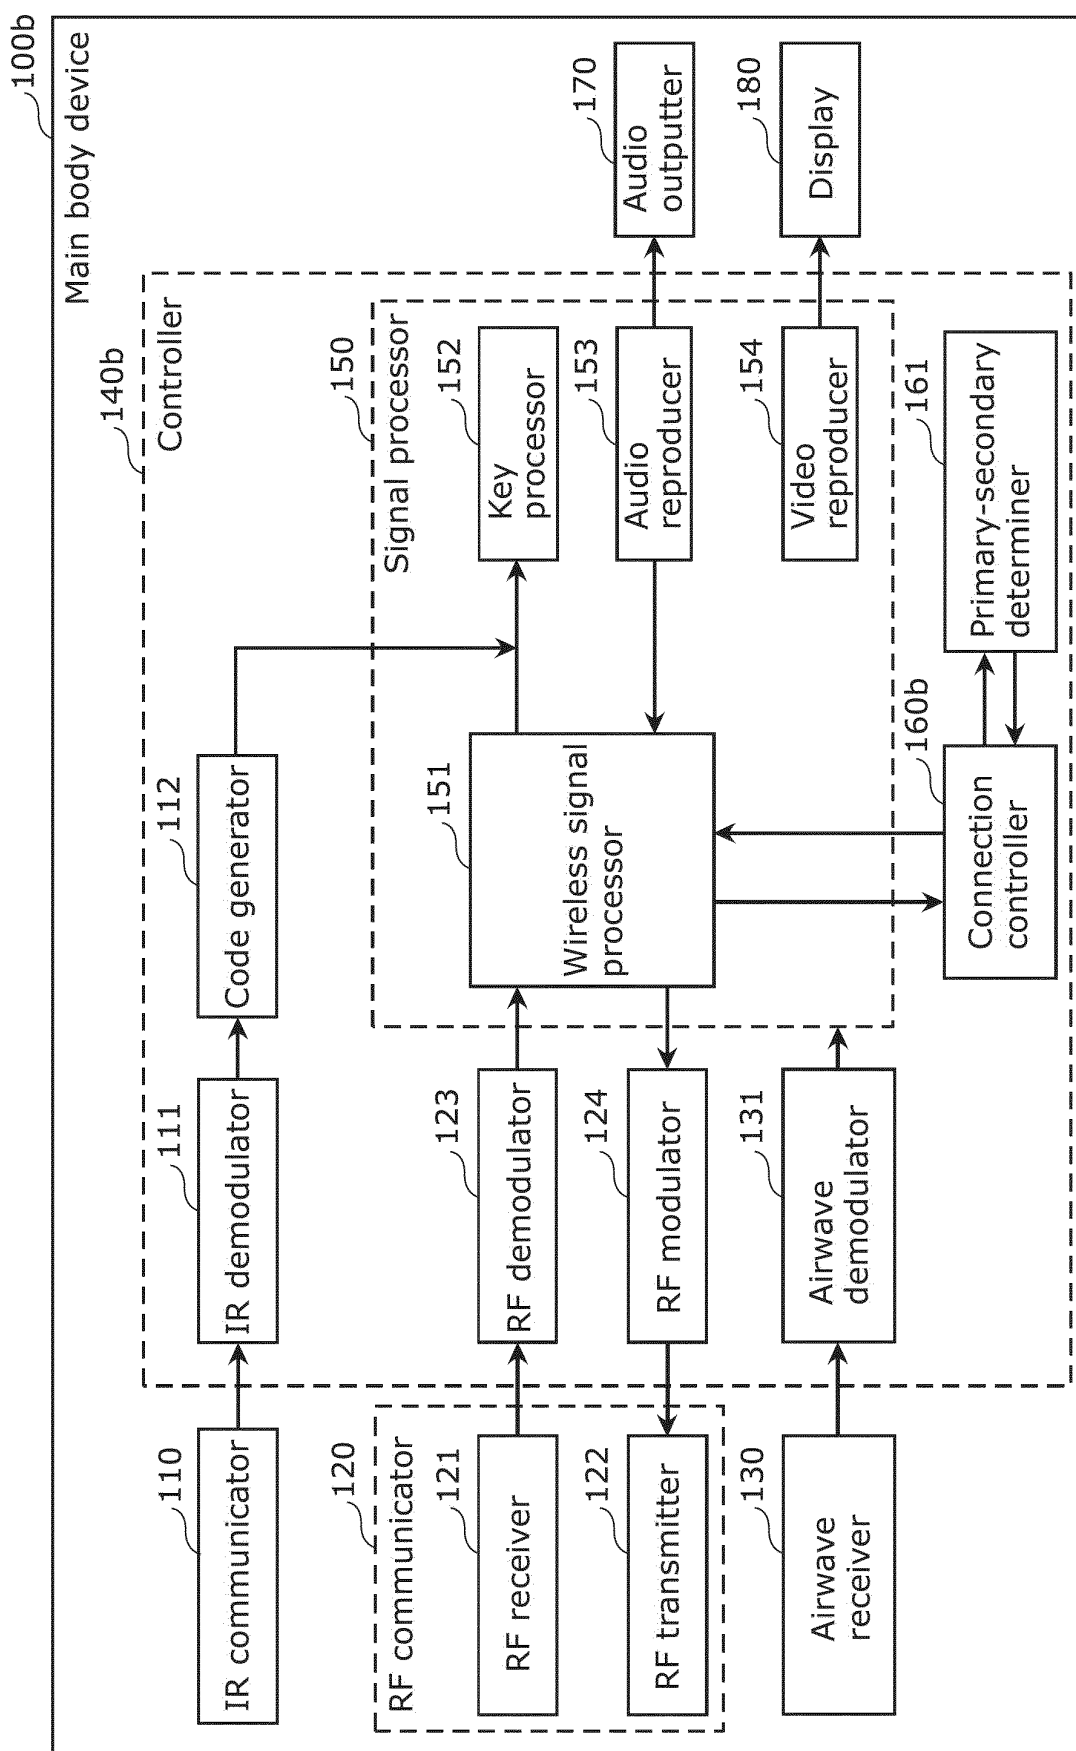 100b
Main body device
140b
Controller
110
IR communicator
111
IR demodulator
112
Code generator
150
Signal processor
120
RF communicator
121
RF receiver
123
RF demodulator
151
Wireless signal
processor
152
Key
processor
122
RF transmitter
124
RF modulator
153
Audio
reproducer
170
Audio
outputter
130
Airwave
receiver
131
Airwave
demodulator
154
Video
reproducer
180
Display
160b
Connection
controller
161
Primary-secondary
determiner